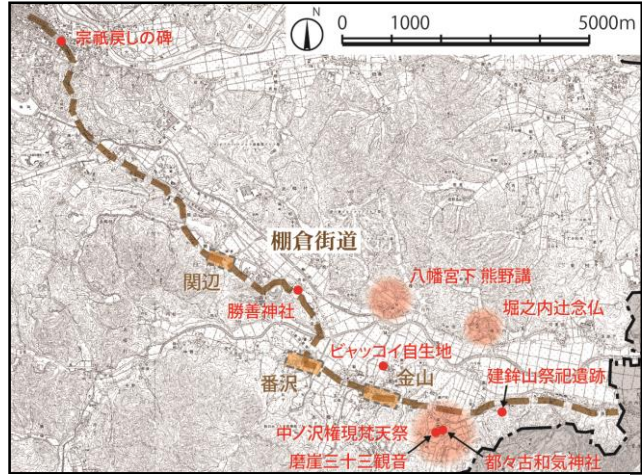 N
0 1000 5000m
宗祇戻しの碑
棚倉街道
関辺
八幡宮下 熊野講
勝善神社
堀之内辻念仏
ビャッコイ自生地
番沢
金山
建鉾山祭祀遺跡
中ノ沢権現梵天祭
磨崖三十三観音
都々古和気神社